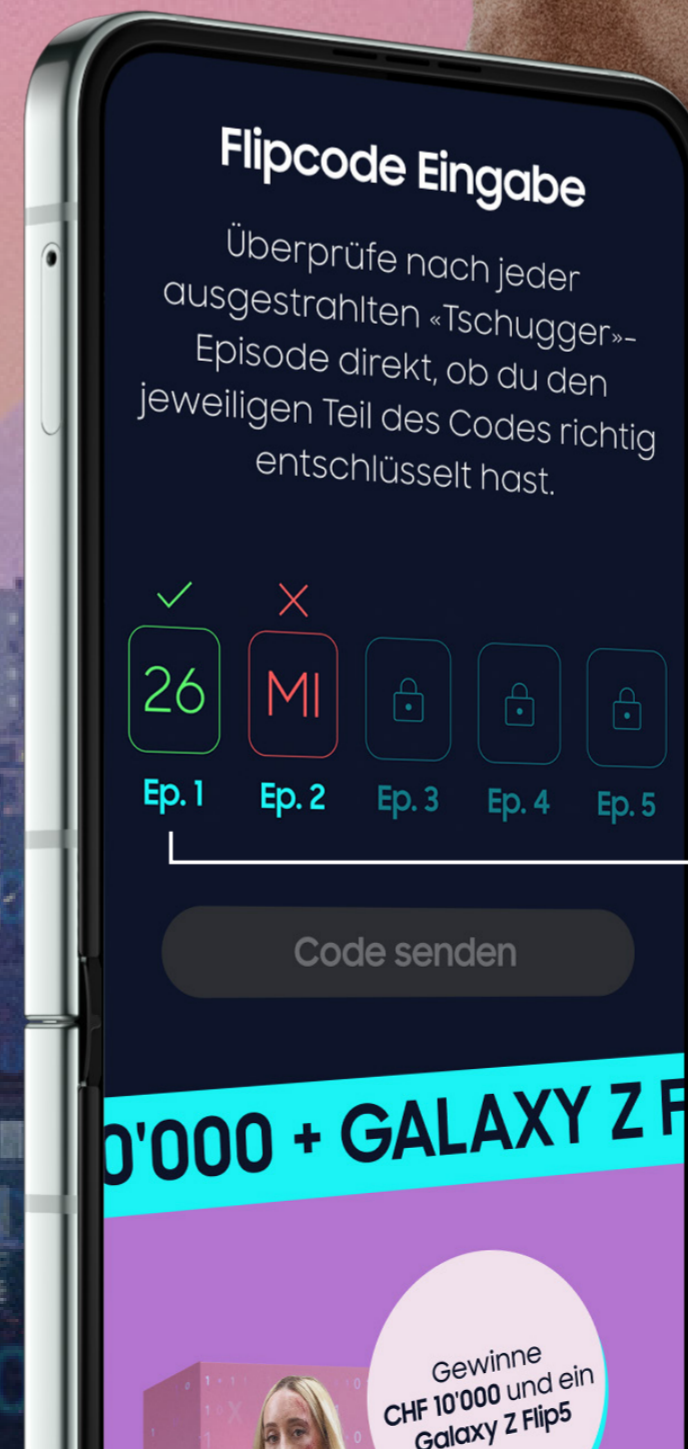 Flipcode Eingabe
Überprüfe nach jeder
ausgestrahlten «Tschugger»-
Episode direkt, ob du den
jeweiligen Teil des Codes richtig
entschlüsselt hast.
26 MI
Ep. 1 Ep. 2 Ep. 3 Ep. 4 Ep. 5
Code senden
0'000 + GALAXY Z F
Gewinne
CHF 10'000 und ein
Galaxy Z Flip5